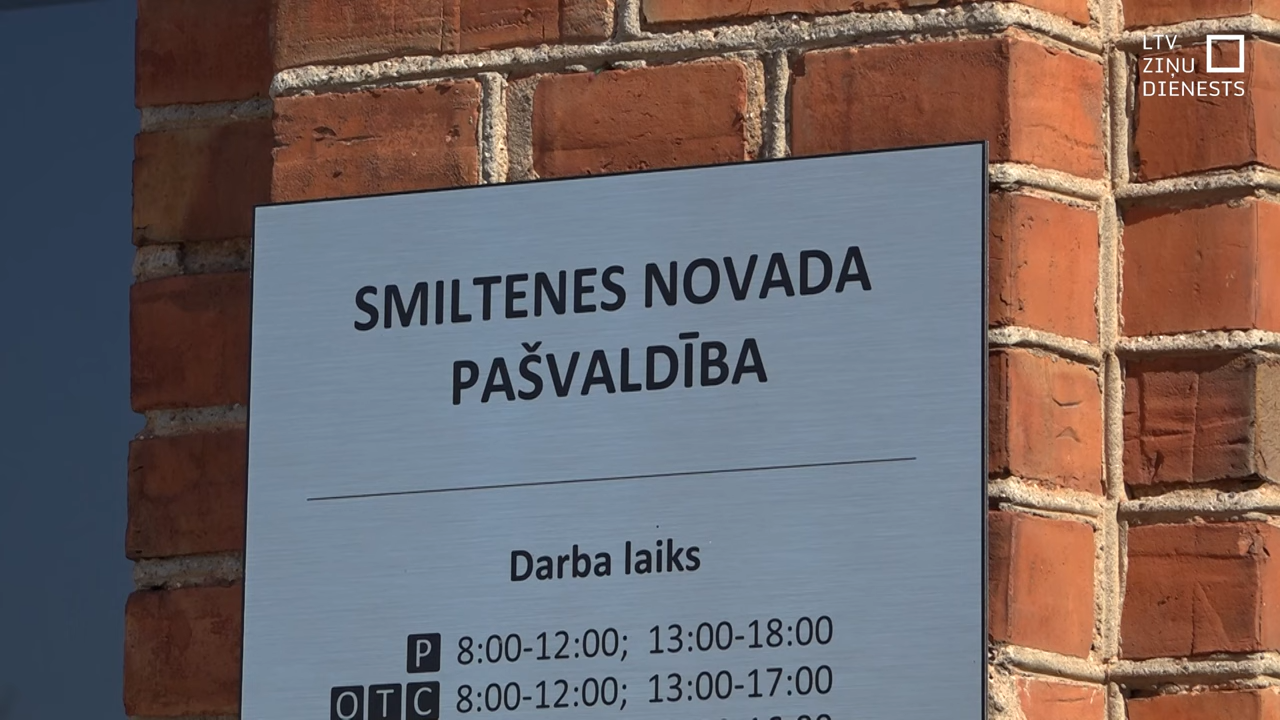 LTV
ZIŅU
DIENESTS
SMILTENES NOVADA
PAŠVALDĪBA
Darba laiks
P 8:00-12:00; 13:00-18:00
O T C 8:00-12:00; 13:00-17:00